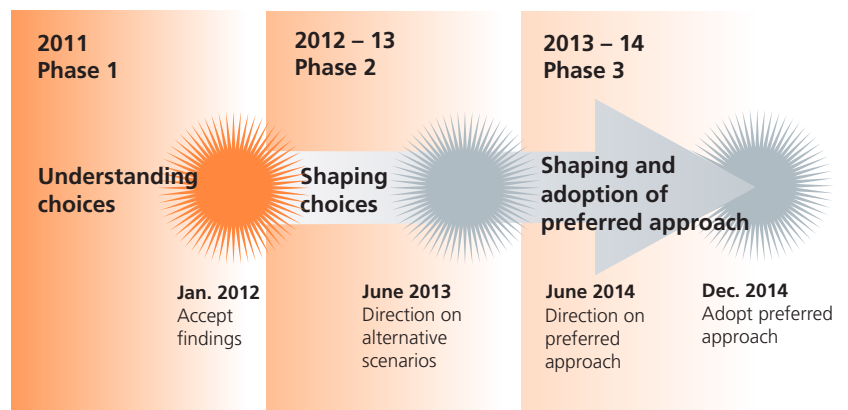 2011
Phase 1
2012 – 13
Phase 2
2013 – 14
Phase 3
Understanding
choices
Shaping
choices
Shaping and
adoption of
preferred approach
Jan. 2012
Accept
findings
June 2013
Direction on
alternative
scenarios
June 2014
Direction on
preferred
approach
Dec. 2014
Adopt preferred
approach